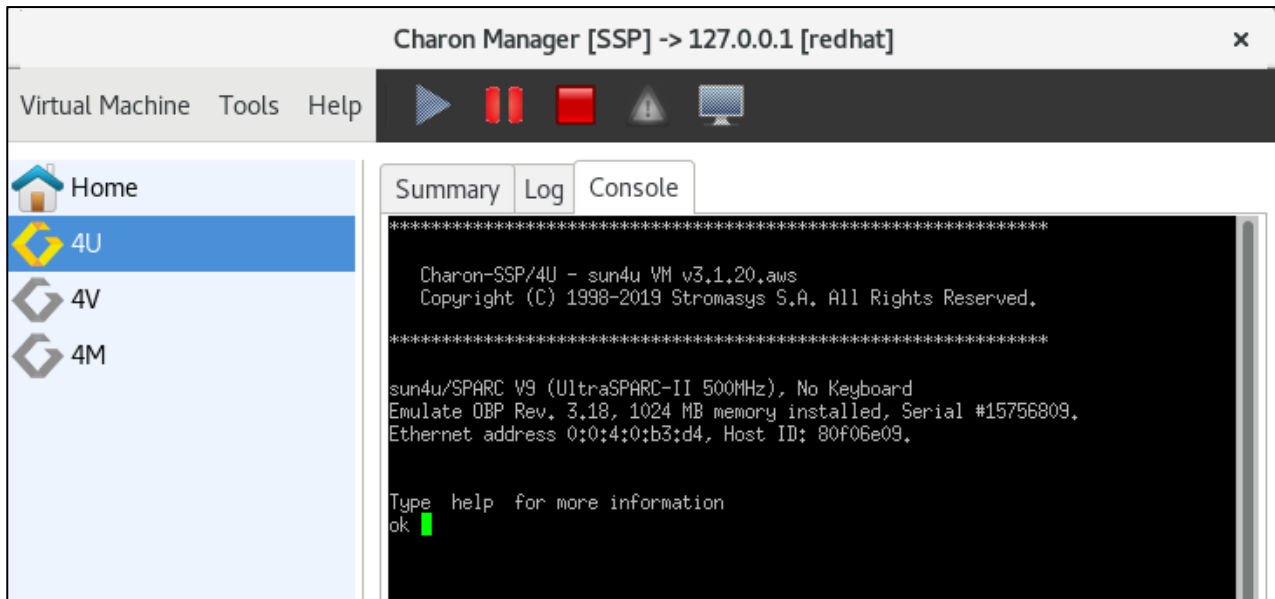 Charon Manager [SSP] -> 127.0.0.1 [redhat]
Virtual Machine Tools Help
Home
4U
4V
4M
Summary Log Console
******************************************************************
Charon-SSP/4U - sun4u VM v3.1.20.aws
Copyright (C) 1998-2019 Stromasys S.A. All Rights Reserved.
******************************************************************
sun4u/SPARC V9 (UltraSPARC-II 500MHz), No Keyboard
Emulate OBP Rev. 3.18, 1024 MB memory installed, Serial #15756809.
Ethernet address 0:0:4:0:b3:d4, Host ID: 80f06e09.
Type help for more information
ok